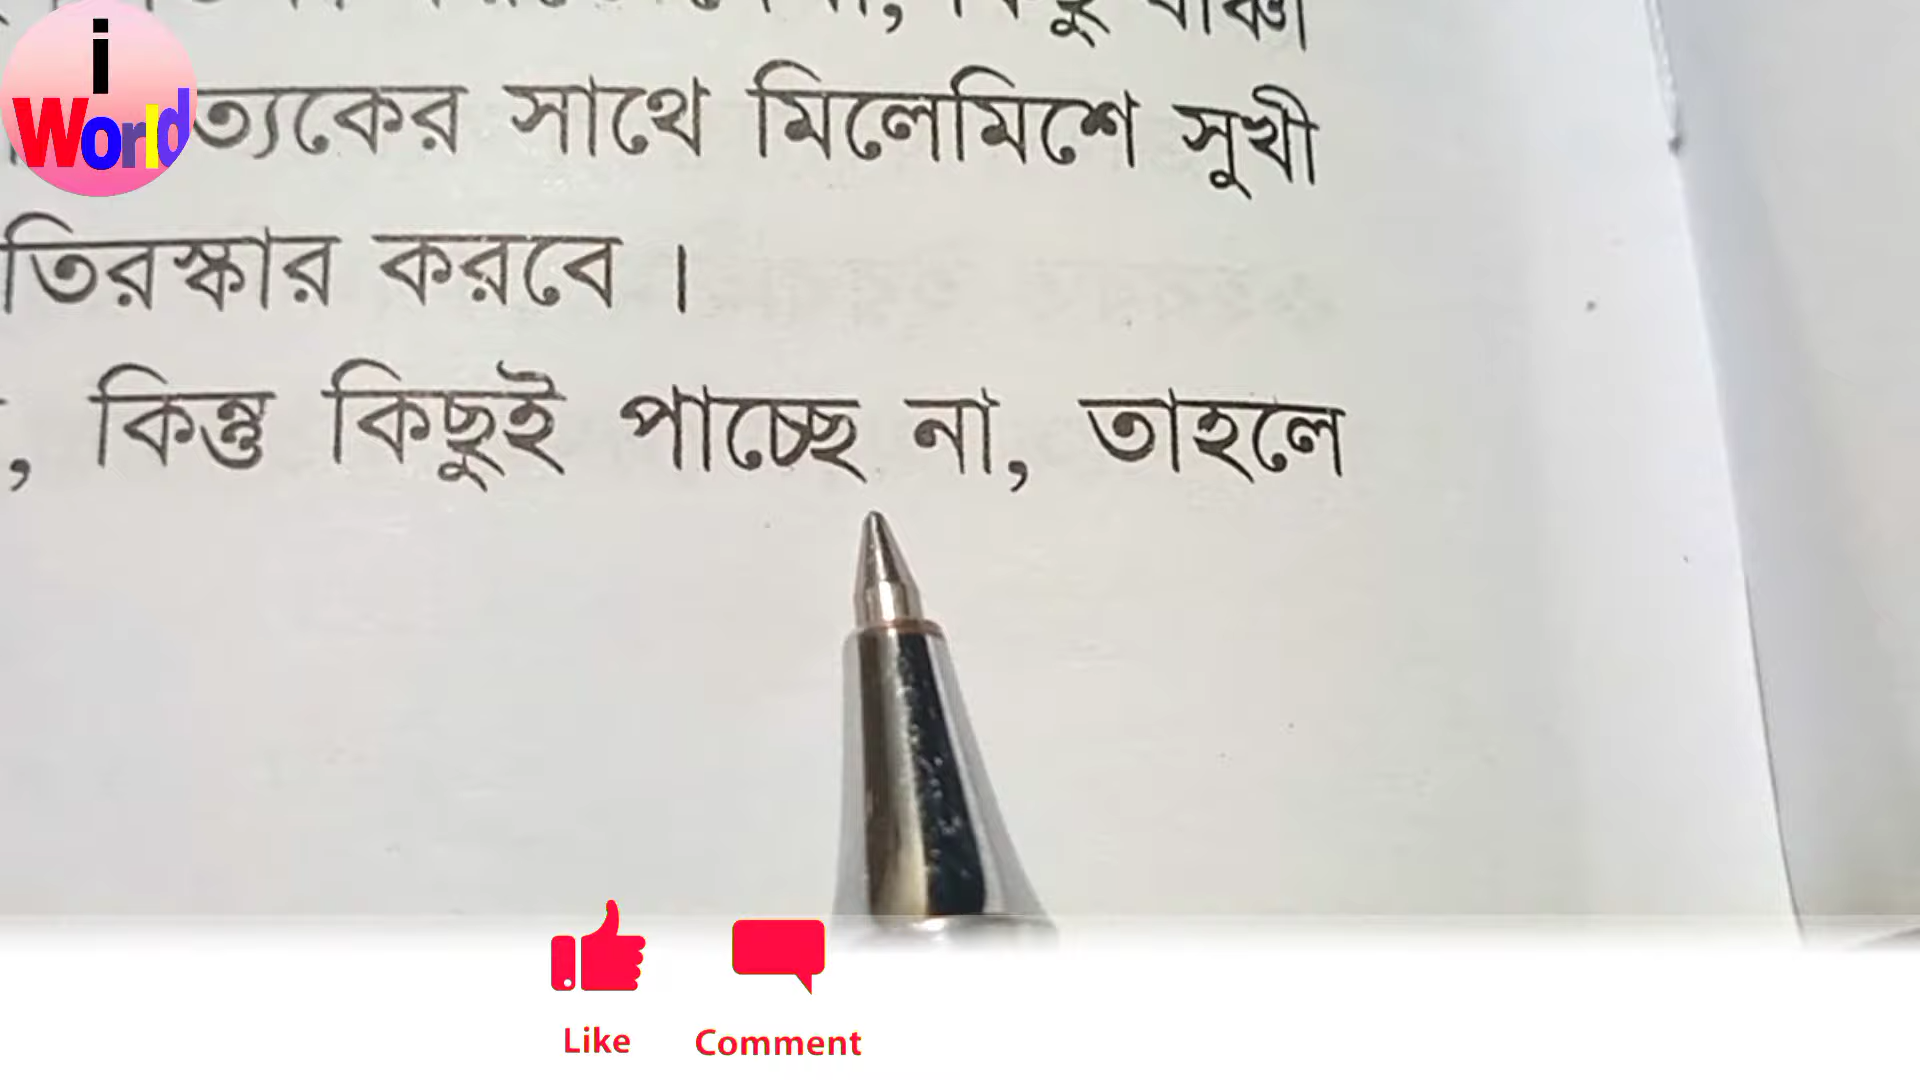 i
World
ত্যকের সাথে মিলেমিশে সুখী
তিরস্কার করবে ।
, কিন্তু কিছুই পাচ্ছে না, তাহলে
Like
Comment